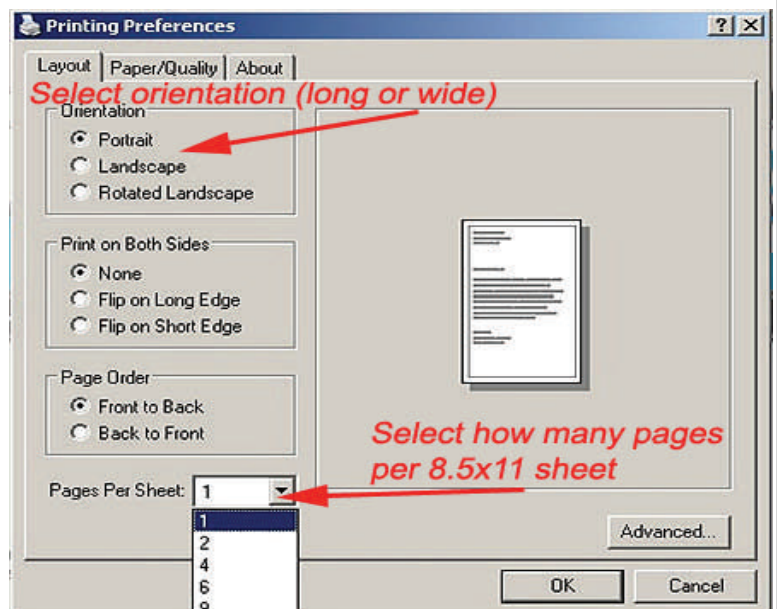 Printing Preferences
Layout Paper/Quality About
Select orientation (long or wide)
Orientation
Portrait
Landscape
Rotated Landscape
Print on Both Sides
None
Flip on Long Edge
Flip on Short Edge
Page Order
Front to Back
Back to Front
Select how many pages
per 8.5x11 sheet
Pages Per Sheet: 1
1
2
4
6
9
Advanced...
OK Cancel